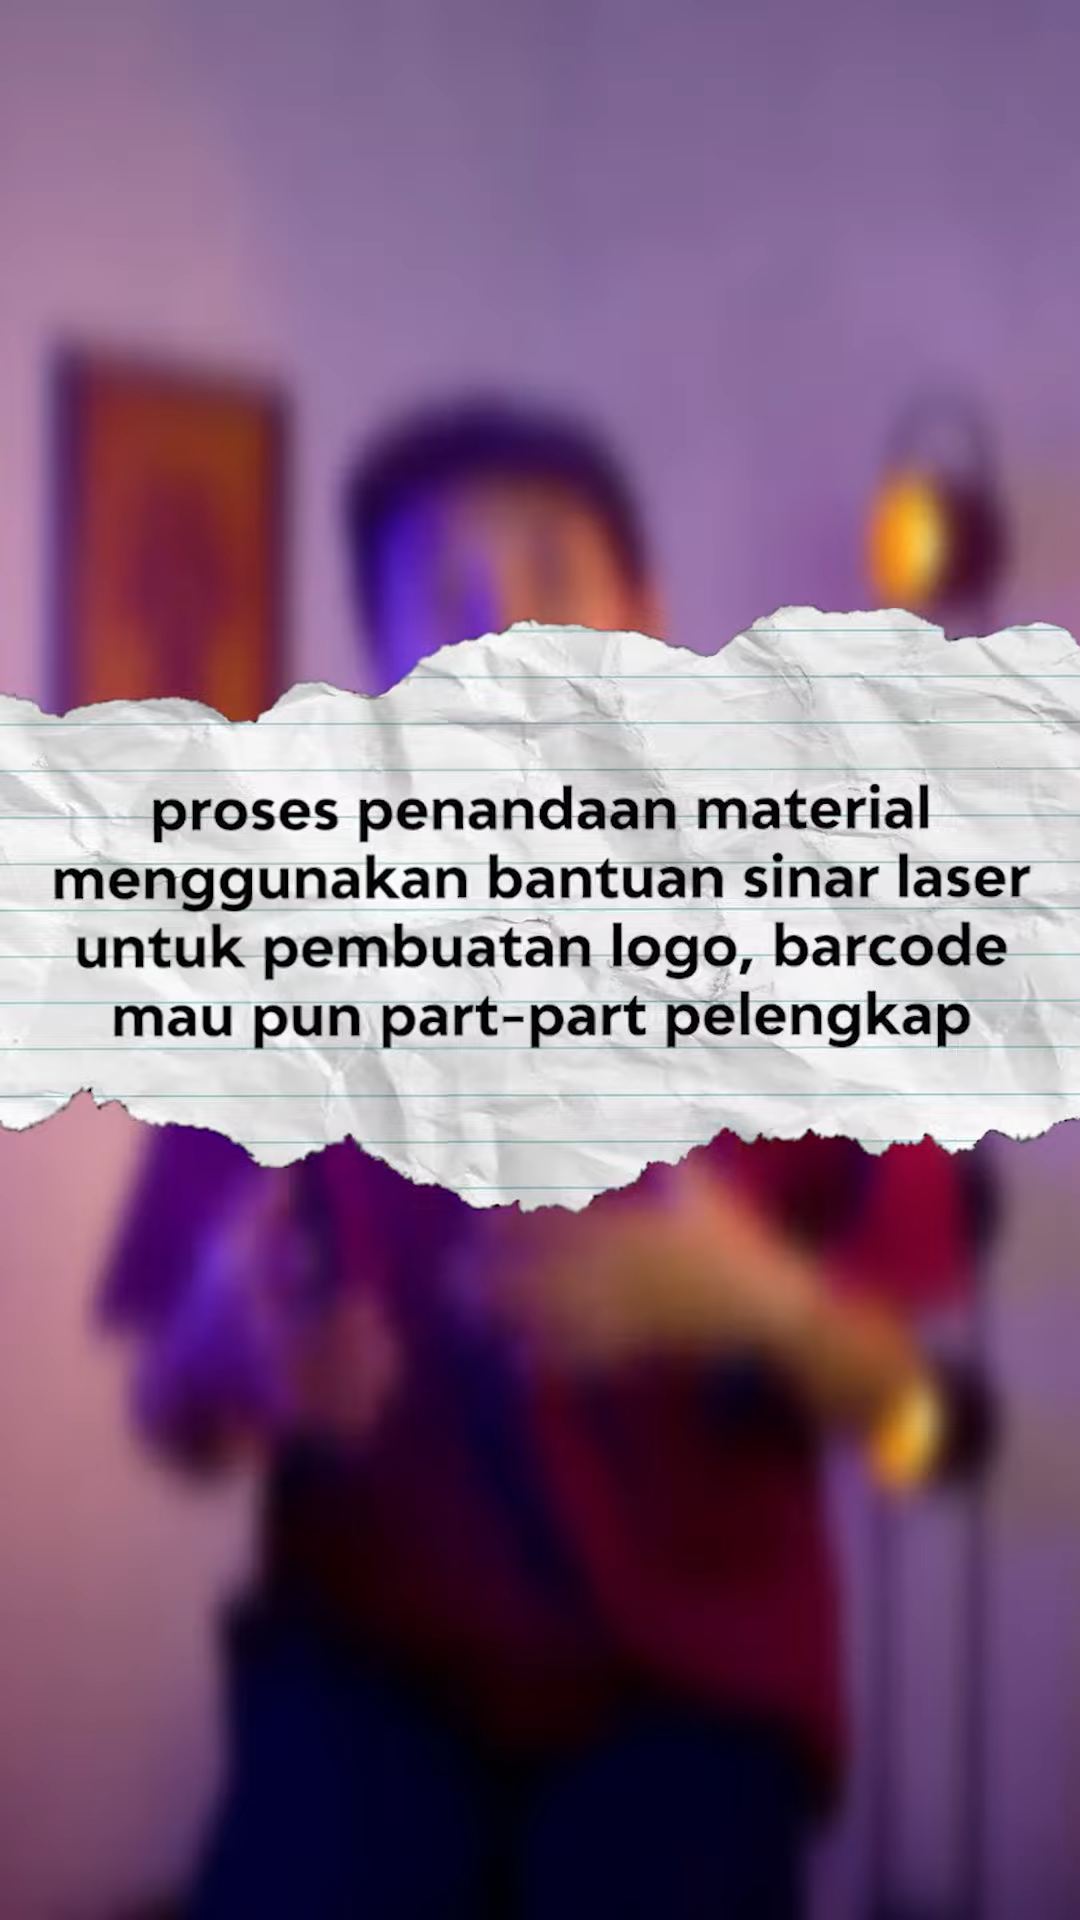 proses penandaan material
menggunakan bantuan sinar laser
untuk pembuatan logo, barcode
mau pun part-part pelengkap